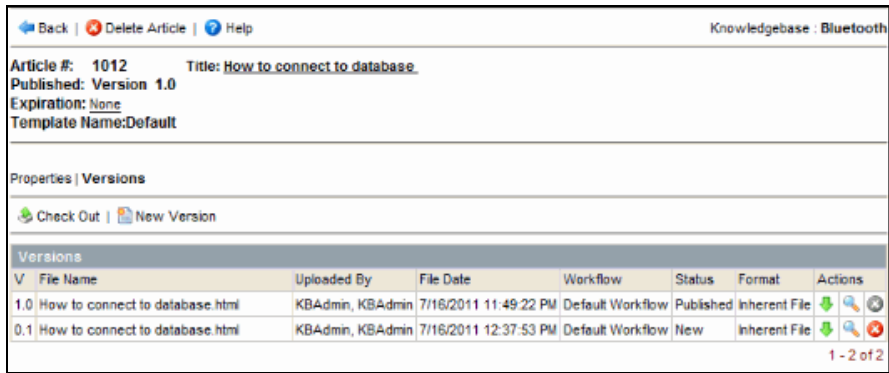 Back | Delete Article | Help Knowledgebase : Bluetooth
Article #: 1012 Title: How to connect to database
Published: Version 1.0
Expiration: None
Template Name:Default
Properties | Versions
Check Out | New Version
Versions
V File Name Uploaded By File Date Workflow Status Format Actions
1.0 How to connect to database.html KBAdmin, KBAdmin 7/16/2011 11:49:22 PM Default Workflow Published Inherent File
0.1 How to connect to database.html KBAdmin, KBAdmin 7/16/2011 12:37:53 PM Default Workflow New Inherent File
1 - 2 of 2